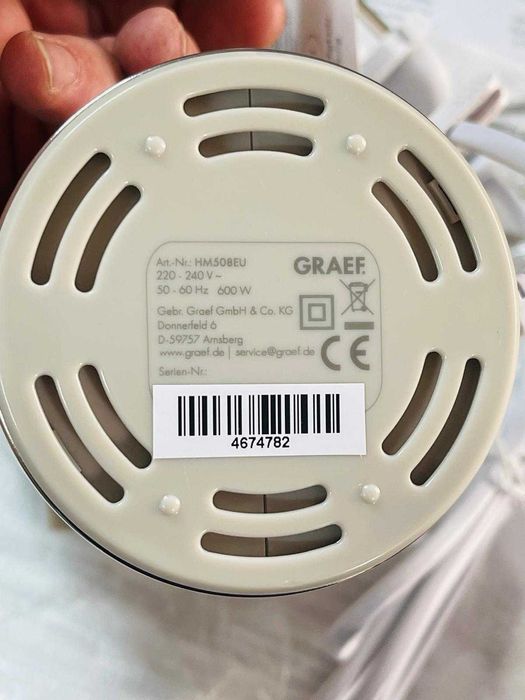 Art.-Nr.: HM508EU
220 - 240 V ~
50 - 60 Hz 600 W
GRAEF.
Gebr. Graef GmbH & Co. KG
Donnerfeld 6
D-59757 Arnsberg
www.graef.de | service@graef.de
CE
Serien-Nr.:
4674782